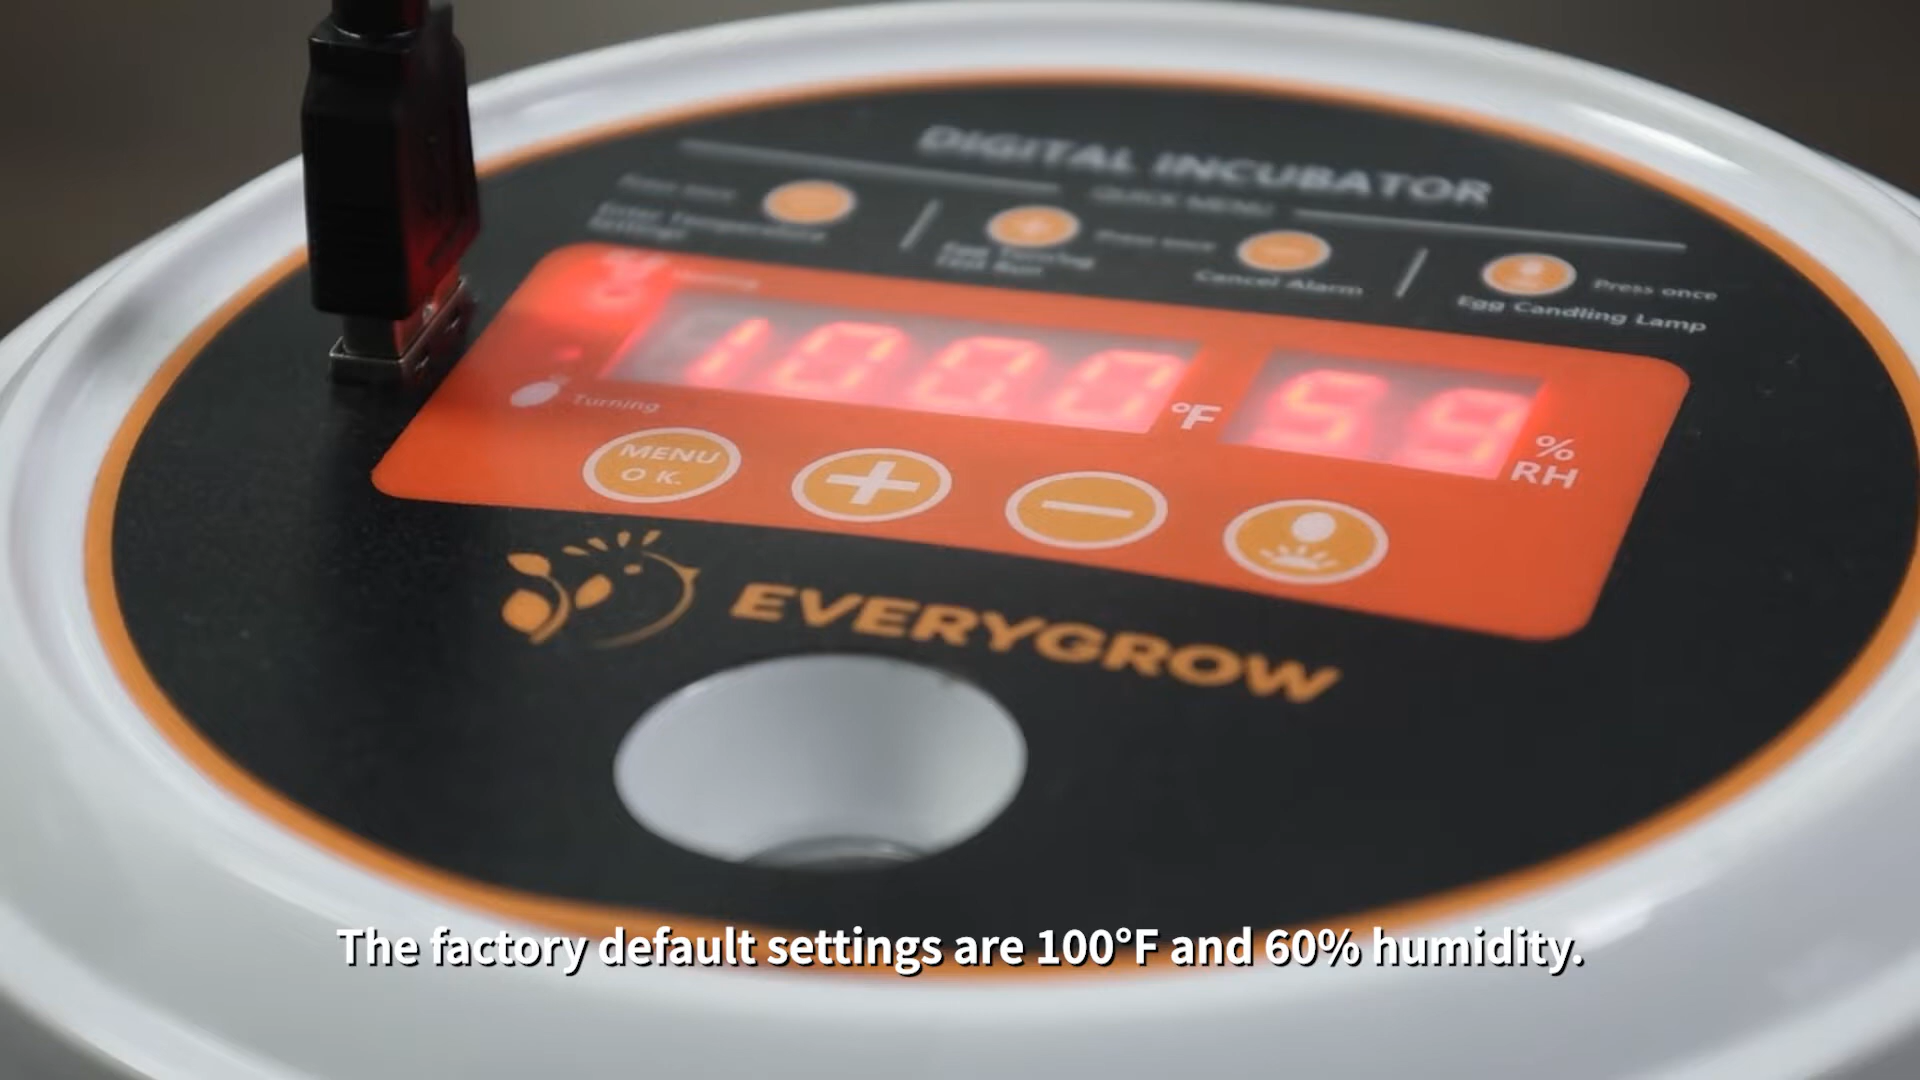 DIGITAL INCUBATOR
QUICK MENU
Press once
Enter Temperature
Settings
Egg Turning
Test Run
Press once
Cancel Alarm
Press once
Egg Candling Lamp
100.0 °F
59 % RH
Turning
MENU
O K.
EVERYGROW
The factory default settings are 100°F and 60% humidity.